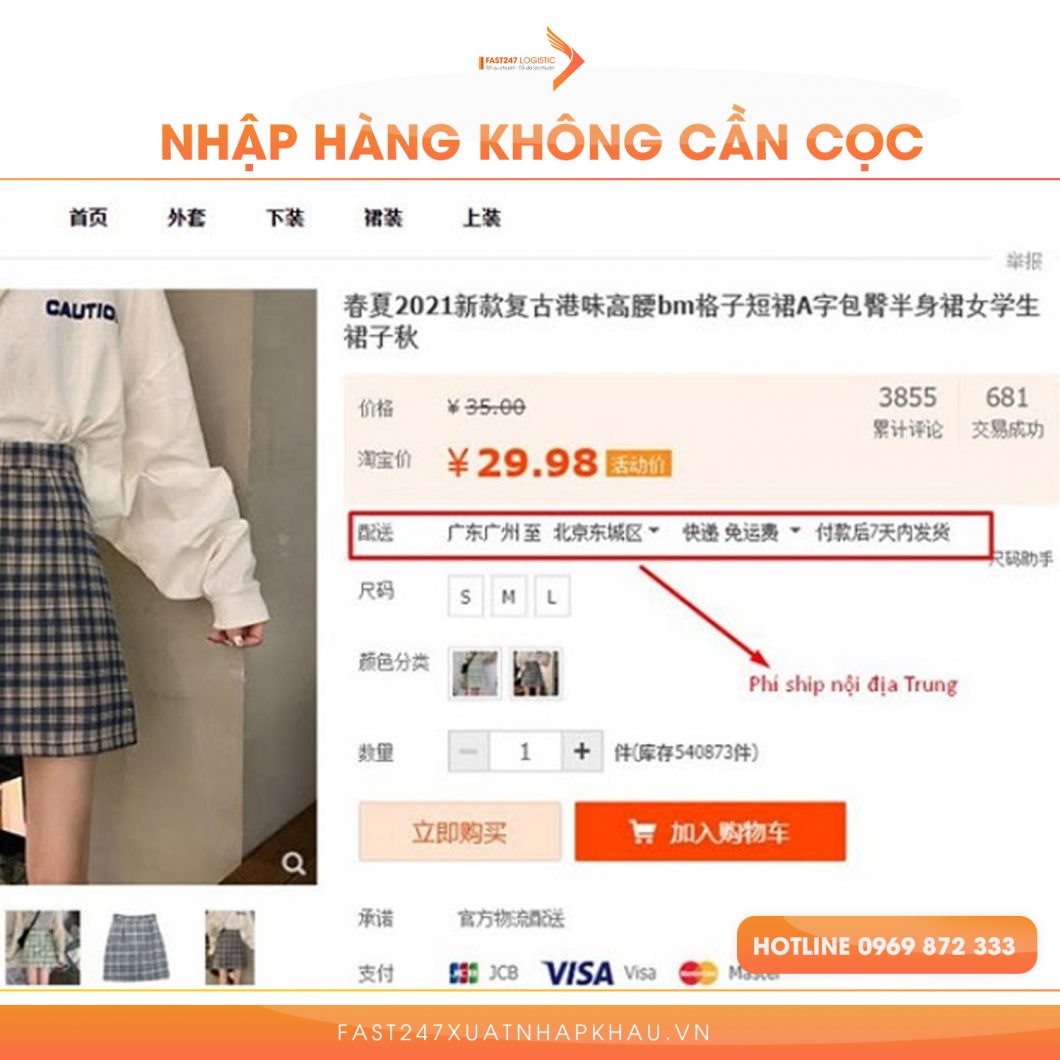 FAST247 LOGISTIC
NHẬP HÀNG KHÔNG CẦN CỌC
首页 外套 下装 裙装 上装
举报
CAUTIO
春夏2021新款复古港味高腰bm格子短裙A字包臀半身裙女学生
裙子秋
价格 ¥35.00
3855 681
累计评论 交易成功
淘宝价 ¥29.98 活动价
配送 广东广州 至 北京东城区 快递 免运费 付款后7天内发货
尺码助手
尺码 S M L
颜色分类
Phí ship nội địa Trung
数量 − 1 + 件(库存540873件)
立即购买 加入购物车
承诺 官方物流配送
HOTLINE 0969 872 333
支付 JCB JCB VISA Visa Master
FAST247XUATNHAPKHAU.VN